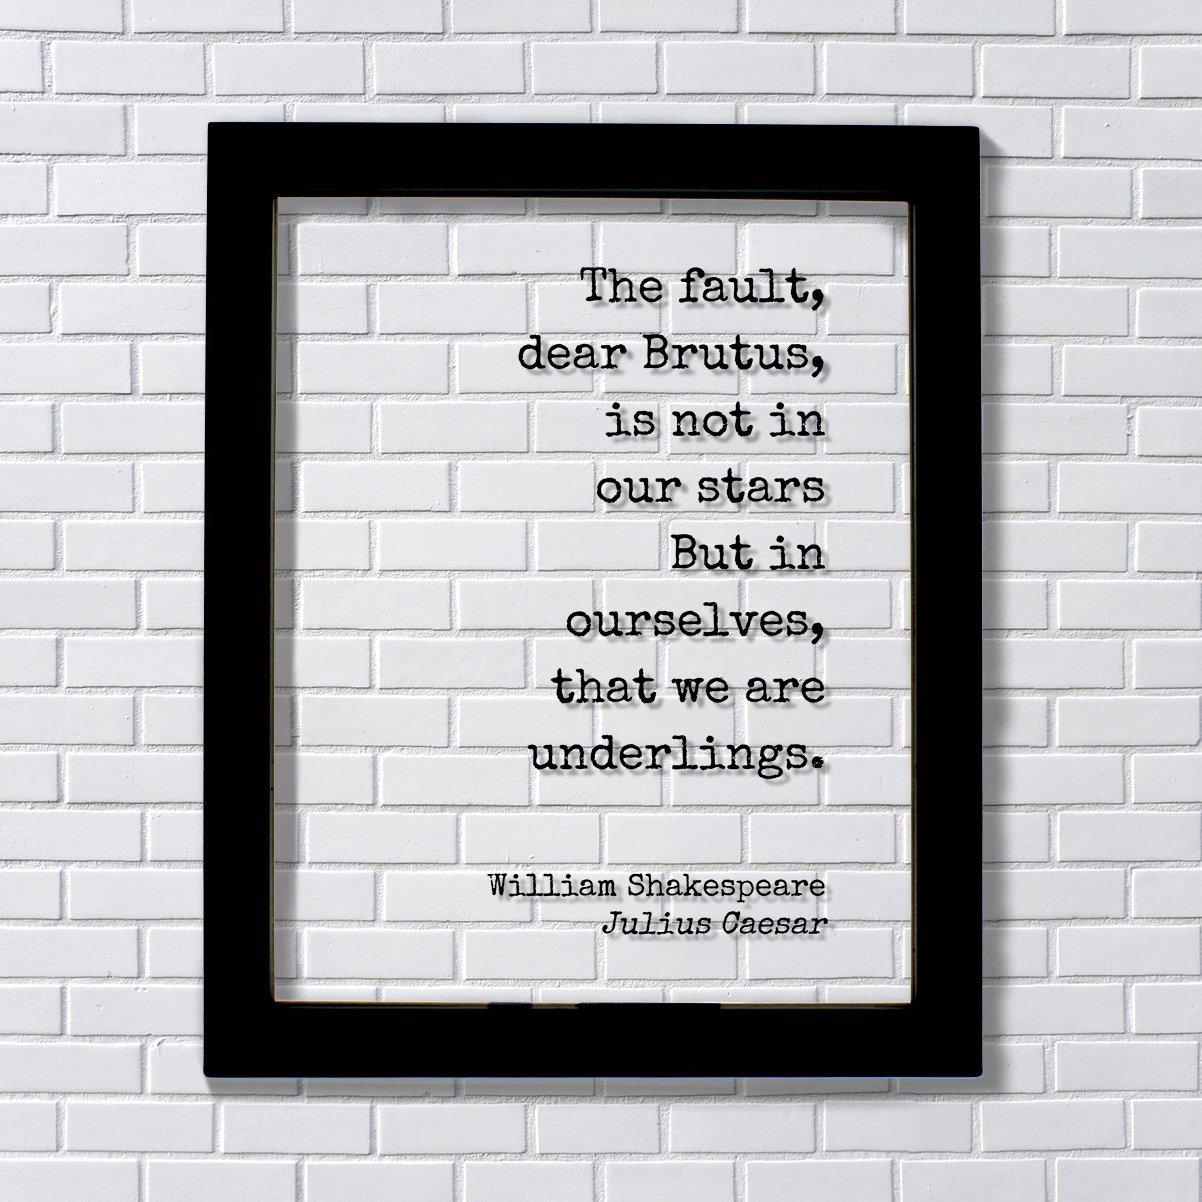 The fault,
dear Brutus,
is not in
our stars
But in
ourselves,
that we are
underlings.
William Shakespeare
Julius Caesar